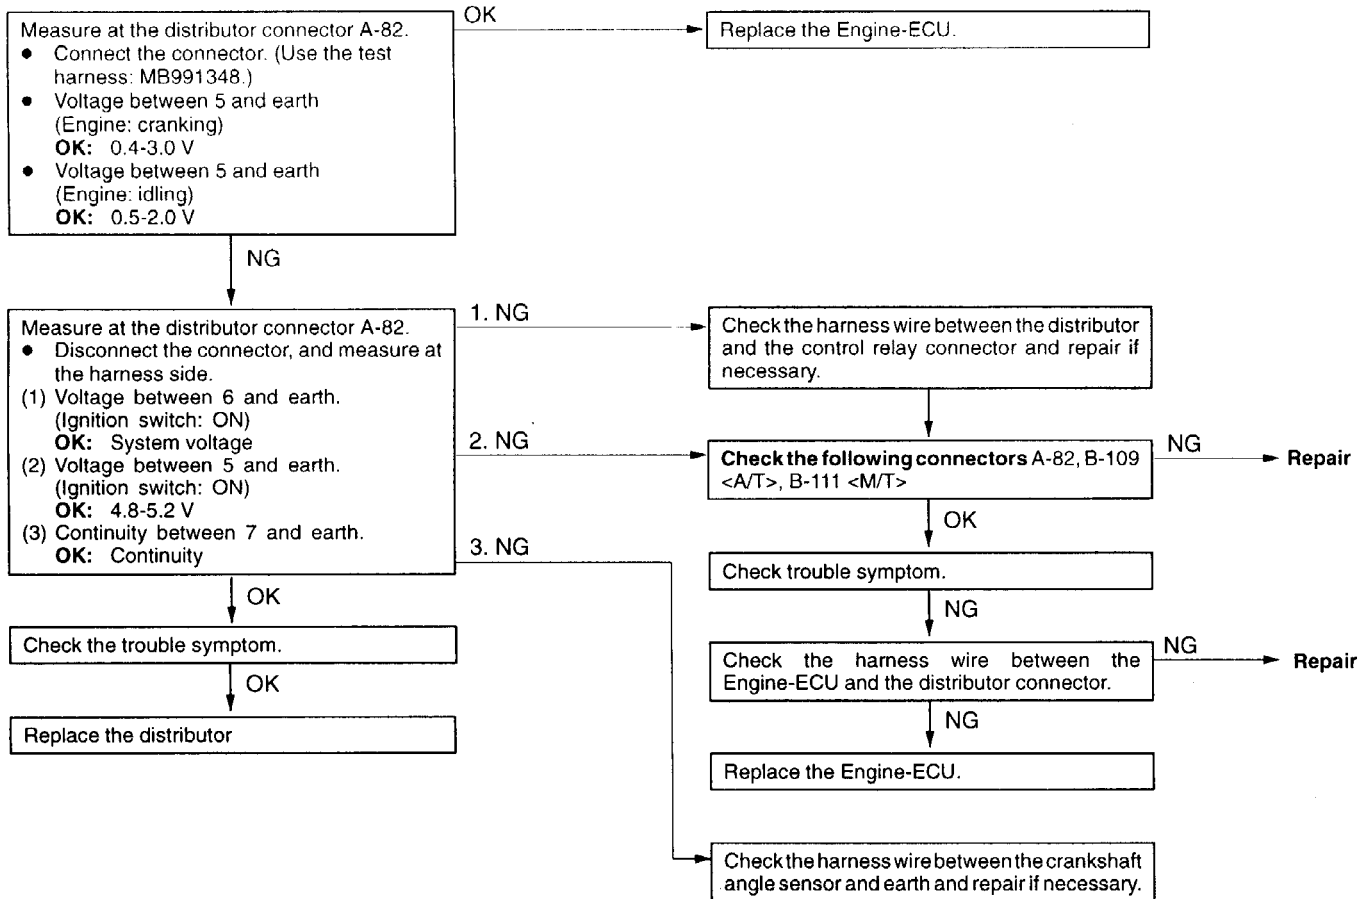 Measure at the distributor connector A-82.
● Connect the connector. (Use the test
harness: MB991348.)
● Voltage between 5 and earth
(Engine: cranking)
OK: 0.4-3.0 V
● Voltage between 5 and earth
(Engine: idling)
OK: 0.5-2.0 V
OK
Replace the Engine-ECU.
NG
Measure at the distributor connector A-82.
● Disconnect the connector, and measure at
the harness side.
(1) Voltage between 6 and earth.
(Ignition switch: ON)
OK: System voltage
(2) Voltage between 5 and earth.
(Ignition switch: ON)
OK: 4.8-5.2 V
(3) Continuity between 7 and earth.
OK: Continuity
1. NG
Check the harness wire between the distributor
and the control relay connector and repair if
necessary.
2. NG
Check the following connectors A-82, B-109
<A/T>, B-111 <M/T>
NG
Repair
OK
Check trouble symptom.
NG
Check the harness wire between the
Engine-ECU and the distributor connector.
NG
Repair
NG
Replace the Engine-ECU.
3. NG
Check the harness wire between the crankshaft
angle sensor and earth and repair if necessary.
OK
Check the trouble symptom.
OK
Replace the distributor